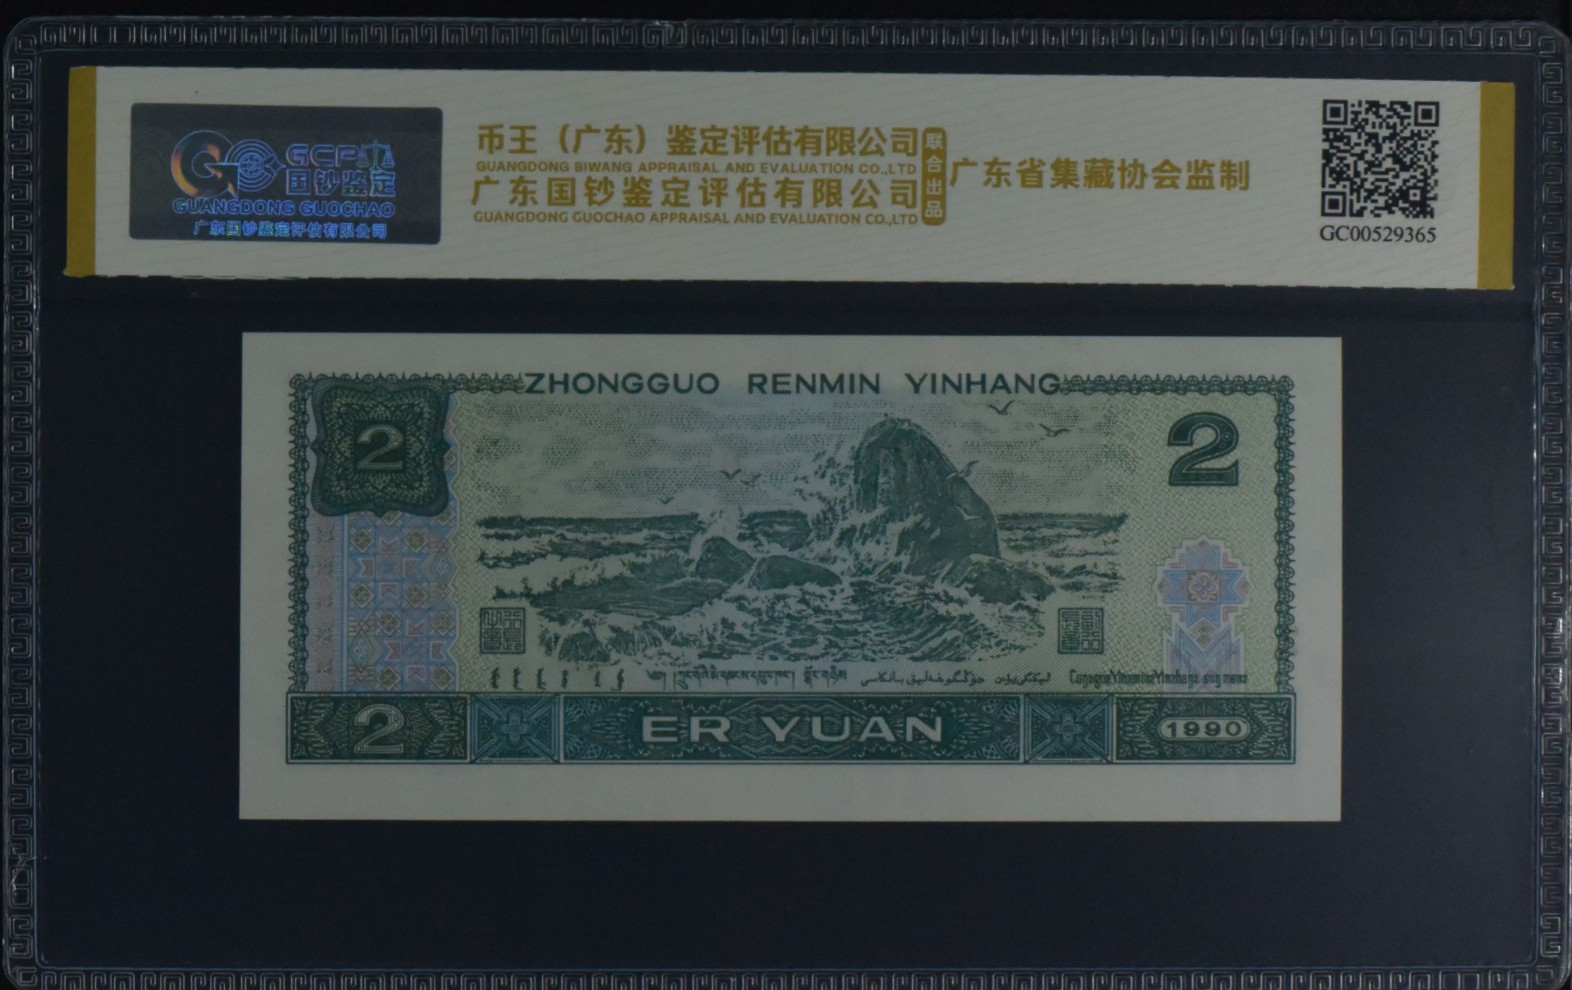 GCP
国钞鉴定
GUANGDONG GUOCHAO
广东国钞鉴定评估有限公司
币王（广东）鉴定评估有限公司
GUANGDONG BIWANG APPRAISAL AND EVALUATION CO.,LTD
广东国钞鉴定评估有限公司
GUANGDONG GUOCHAO APPRAISAL AND EVALUATION CO.,LTD
联合出品
广东省集藏协会监制
GC00529365
ZHONGGUO RENMIN YINHANG
2
2
2
ER YUAN
1990